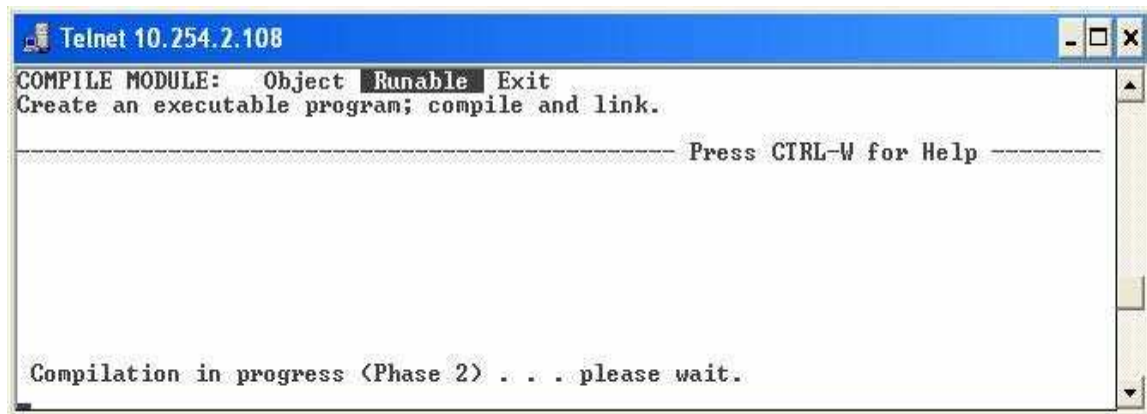 Telnet 10.254.2.108
COMPILE MODULE:   Object  Runable  Exit
Create an executable program; compile and link.
------------------------------------------------ Press CTRL-W for Help --------
Compilation in progress (Phase 2) . . . please wait.